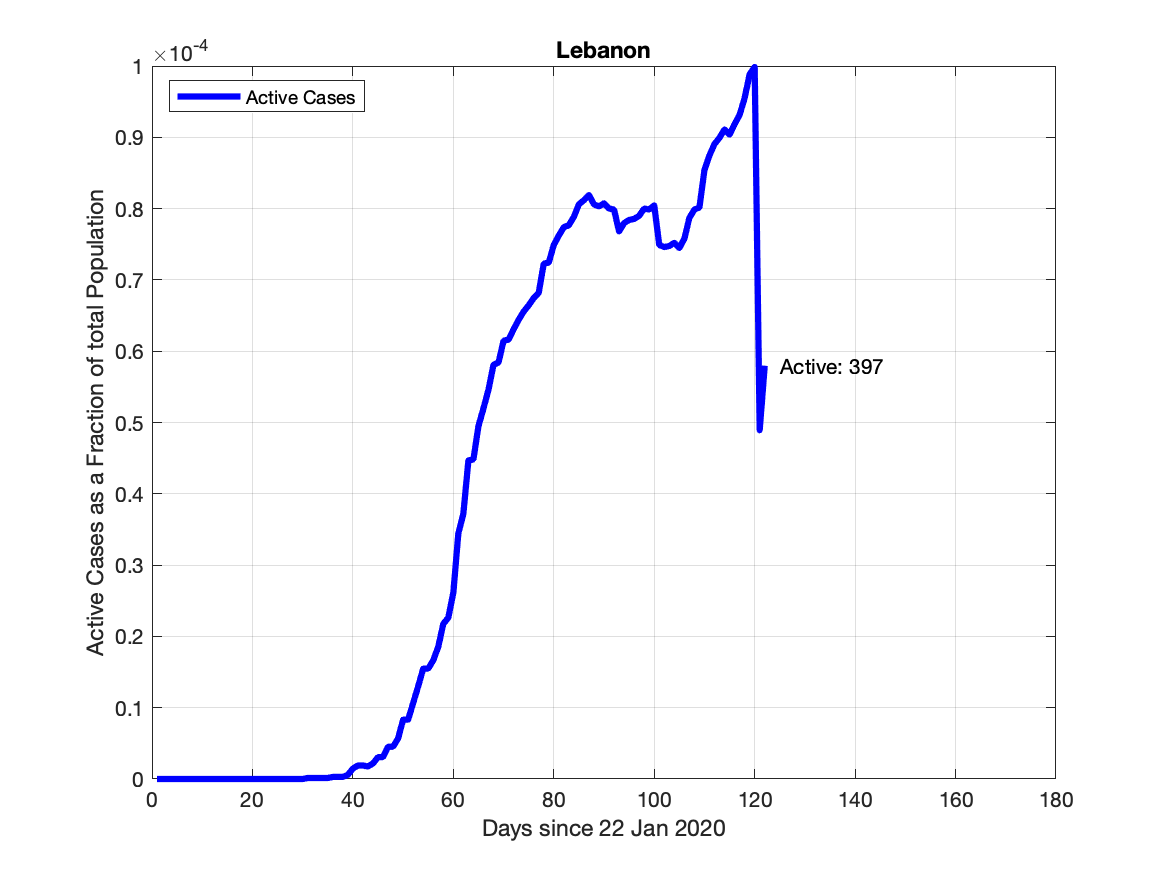 Lebanon
×10-4
Active Cases
1
0.9
0.8
0.7
0.6
0.5
0.4
0.3
0.2
0.1
0
Active Cases as a Fraction of total Population
Active: 397
0 20 40 60 80 100 120 140 160 180
Days since 22 Jan 2020